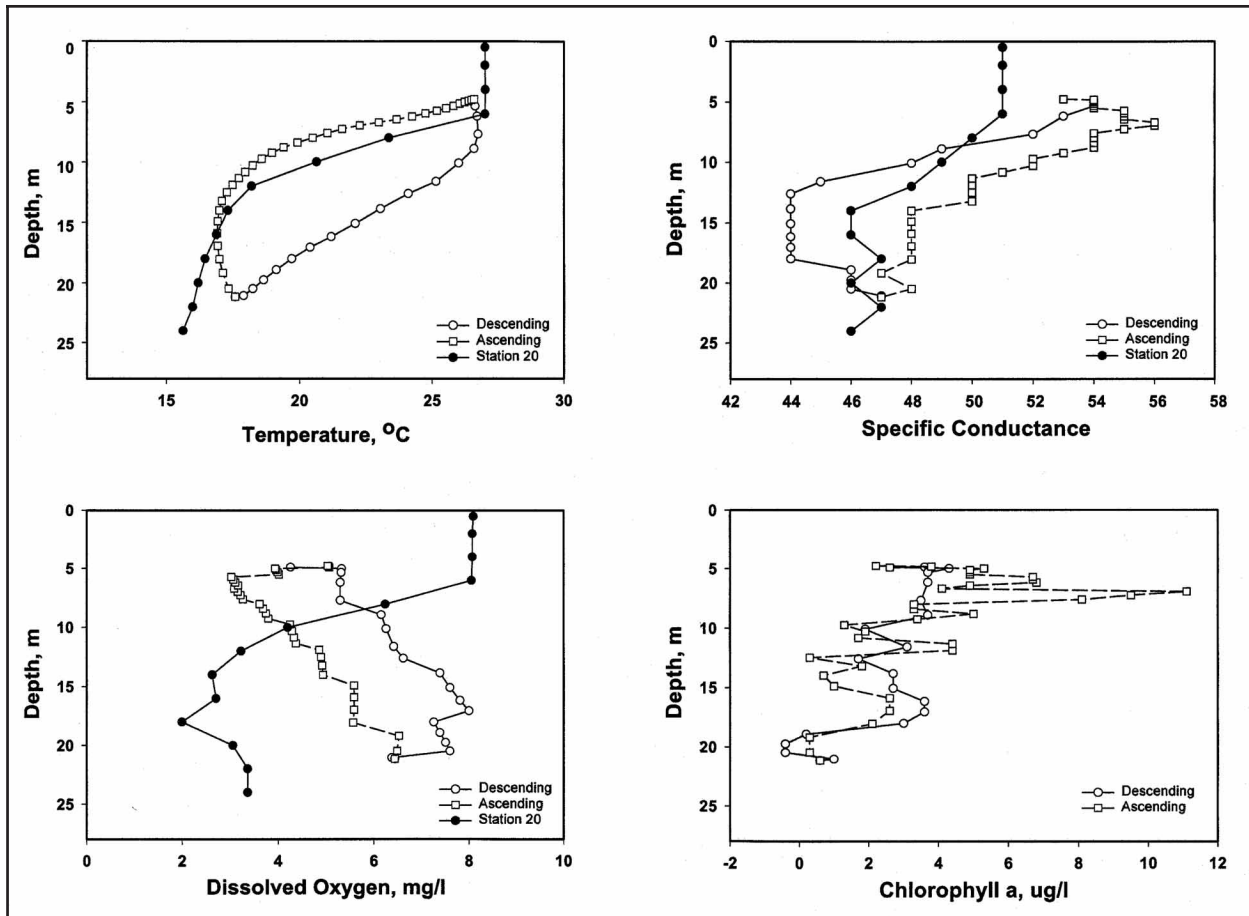 0
5
10
15
20
25
Depth, m
15 20 25 30
Temperature, °C
Descending
Ascending
Station 20
0
5
10
15
20
25
Depth, m
42 44 46 48 50 52 54 56 58
Specific Conductance
Descending
Ascending
Station 20
0
5
10
15
20
25
Depth, m
0 2 4 6 8 10
Dissolved Oxygen, mg/l
Descending
Ascending
Station 20
0
5
10
15
20
25
Depth, m
-2 0 2 4 6 8 10 12
Chlorophyll a, ug/l
Descending
Ascending